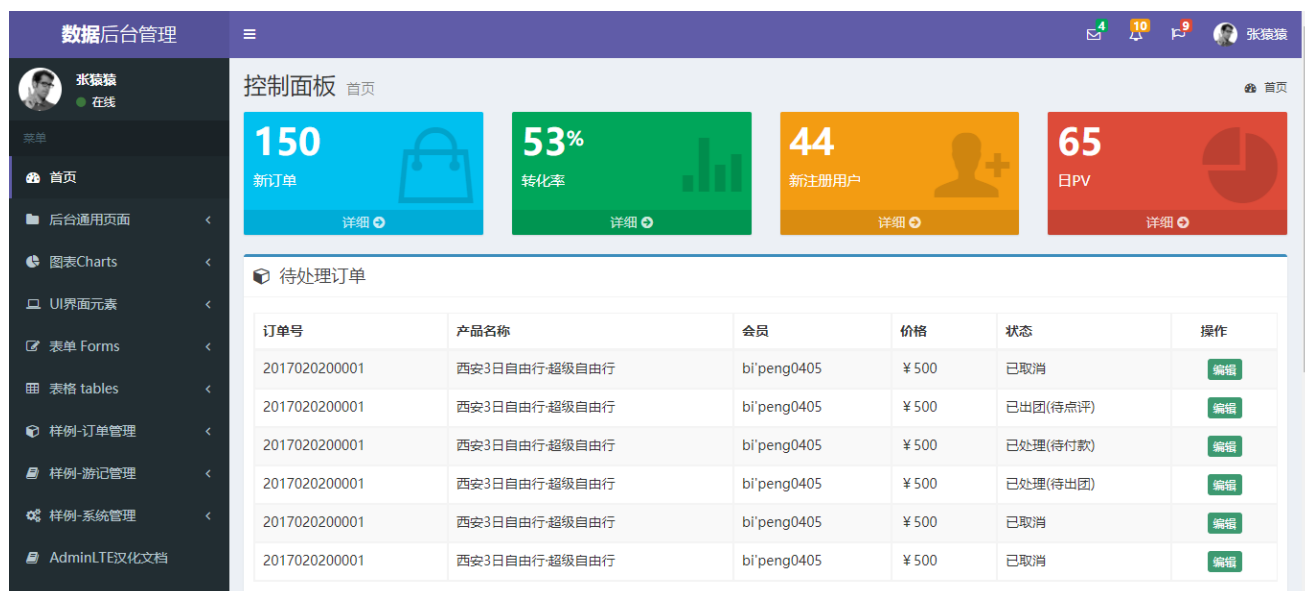 数据后台管理
4 10 9 张猿猿
张猿猿
在线
控制面板 首页
首页
菜单
首页
后台通用页面
图表Charts
UI界面元素
表单 Forms
表格 tables
样例-订单管理
样例-游记管理
样例-系统管理
AdminLTE汉化文档
150
新订单
详细
53%
转化率
详细
44
新注册用户
详细
65
日PV
详细
待处理订单
订单号 产品名称 会员 价格 状态 操作
2017020200001 西安3日自由行-超级自由行 bi'peng0405 ¥500 已取消 编辑
2017020200001 西安3日自由行-超级自由行 bi'peng0405 ¥500 已出团(待点评) 编辑
2017020200001 西安3日自由行-超级自由行 bi'peng0405 ¥500 已处理(待付款) 编辑
2017020200001 西安3日自由行-超级自由行 bi'peng0405 ¥500 已处理(待出团) 编辑
2017020200001 西安3日自由行-超级自由行 bi'peng0405 ¥500 已取消 编辑
2017020200001 西安3日自由行-超级自由行 bi'peng0405 ¥500 已取消 编辑